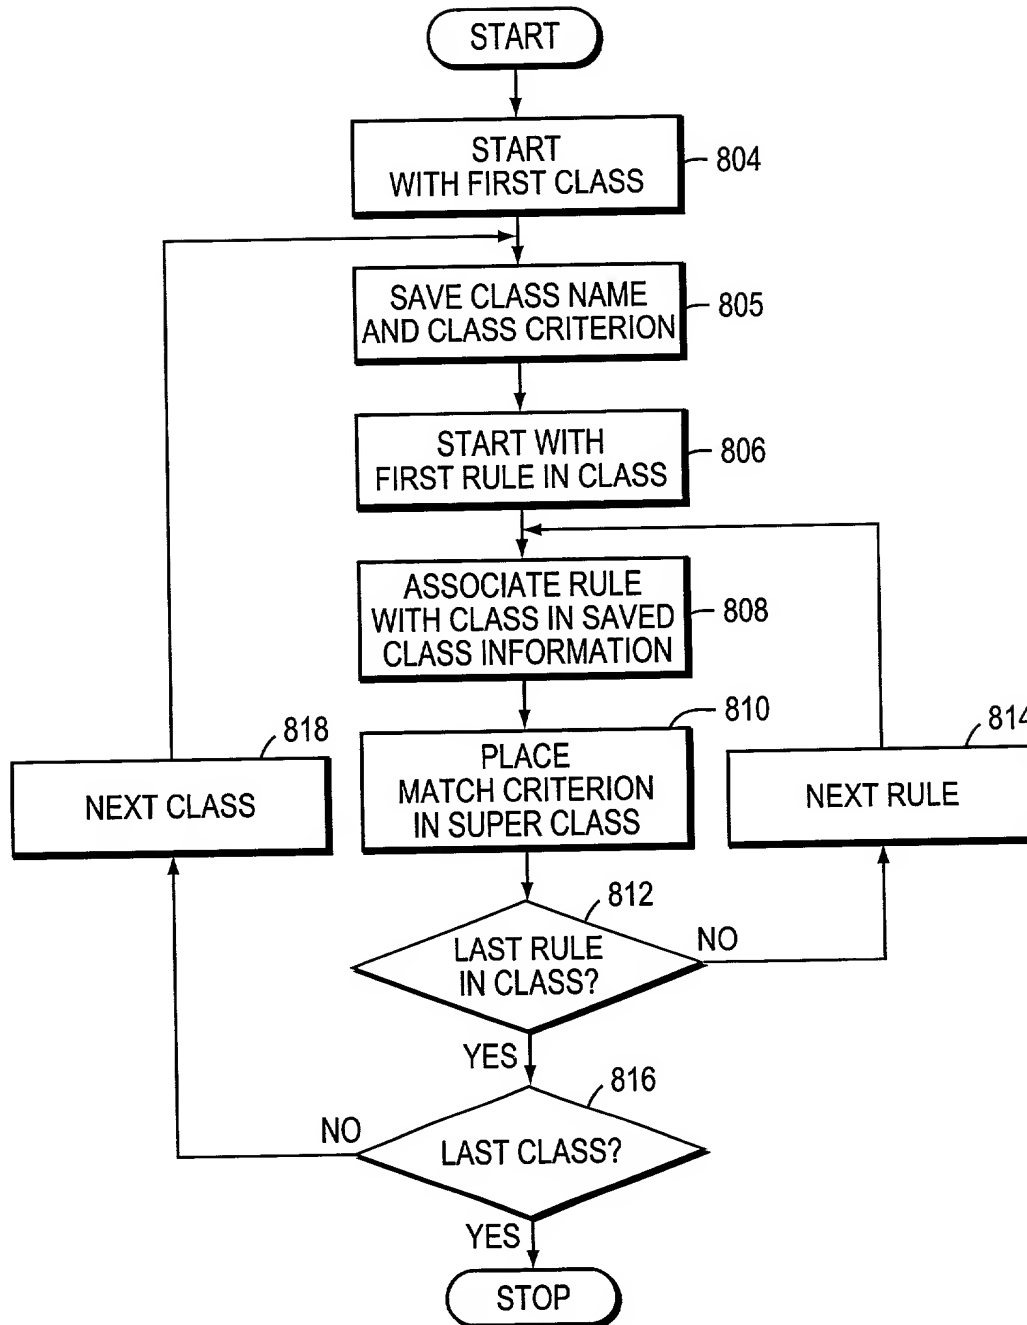 START
START
WITH FIRST CLASS
804
SAVE CLASS NAME
AND CLASS CRITERION
805
START WITH
FIRST RULE IN CLASS
806
ASSOCIATE RULE
WITH CLASS IN SAVED
CLASS INFORMATION
808
PLACE
MATCH CRITERION
IN SUPER CLASS
810
NEXT RULE
814
NEXT CLASS
818
LAST RULE
IN CLASS?
812
NO
YES
LAST CLASS?
816
NO
YES
STOP